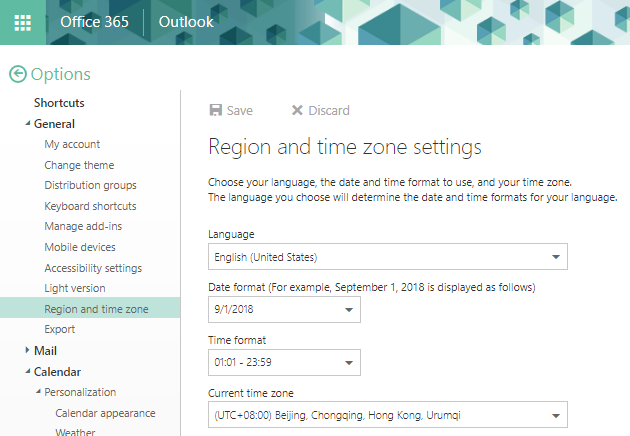 Office 365 Outlook
Options
Shortcuts
General
My account
Change theme
Distribution groups
Keyboard shortcuts
Manage add-ins
Mobile devices
Accessibility settings
Light version
Region and time zone
Export
Mail
Calendar
Personalization
Calendar appearance
Weather
Save Discard
Region and time zone settings
Choose your language, the date and time format to use, and your time zone.
The language you choose will determine the date and time formats for your language.
Language
English (United States)
Date format (For example, September 1, 2018 is displayed as follows)
9/1/2018
Time format
01:01 - 23:59
Current time zone
(UTC+08:00) Beijing, Chongqing, Hong Kong, Urumqi